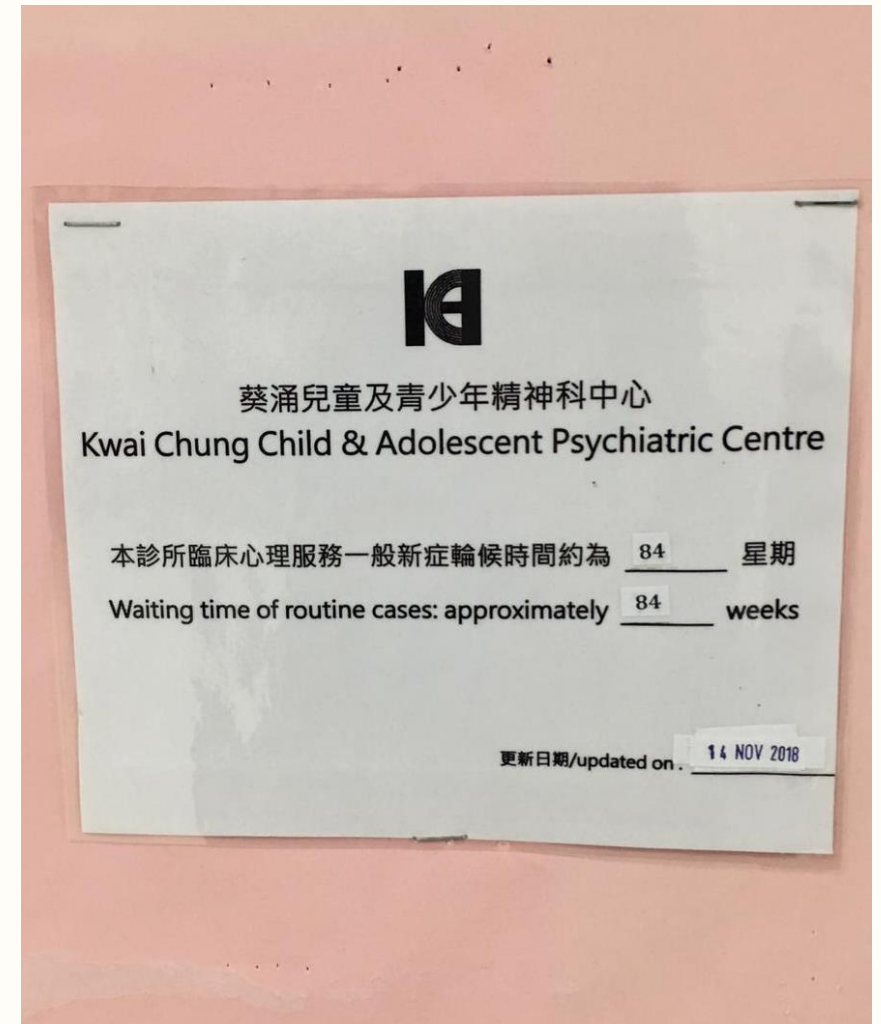 葵涌兒童及青少年精神科中心
Kwai Chung Child & Adolescent Psychiatric Centre
本診所臨床心理服務一般新症輪候時間約為 84 星期
Waiting time of routine cases: approximately 84 weeks
更新日期/updated on : 14 NOV 2018